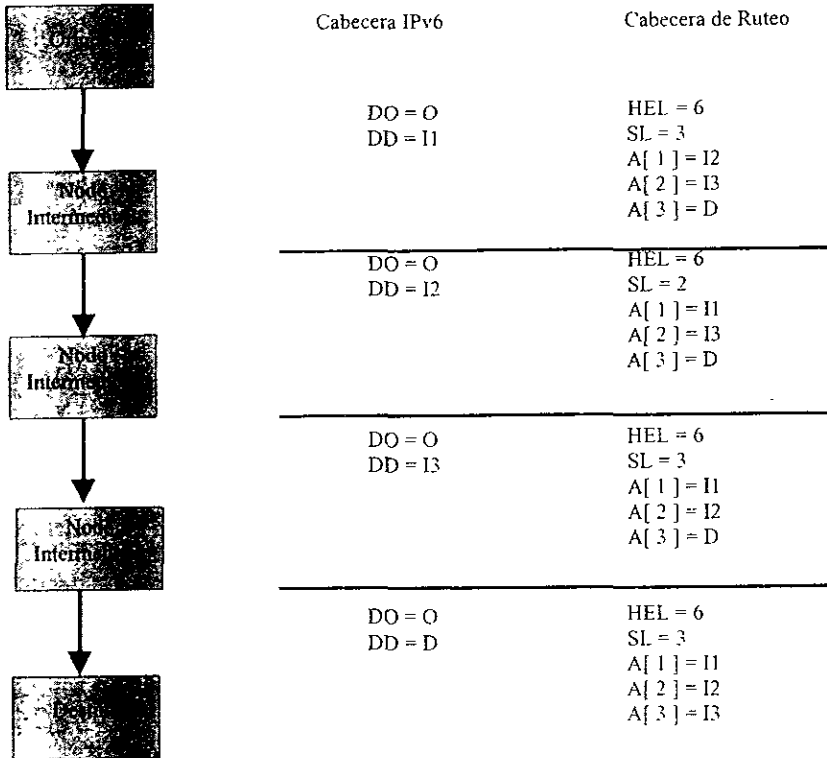 Cabecera IPv6
Cabecera de Ruteo
DO = O
DD = I1
HEL = 6
SL = 3
A[ 1 ] = I2
A[ 2 ] = I3
A[ 3 ] = D
Nodo
DO = O
DD = I2
HEL = 6
SL = 2
A[ 1 ] = I1
A[ 2 ] = I3
A[ 3 ] = D
Nodo
DO = O
DD = I3
HEL = 6
SL = 3
A[ 1 ] = I1
A[ 2 ] = I2
A[ 3 ] = D
Nodo
DO = O
DD = D
HEL = 6
SL = 3
A[ 1 ] = I1
A[ 2 ] = I2
A[ 3 ] = I3